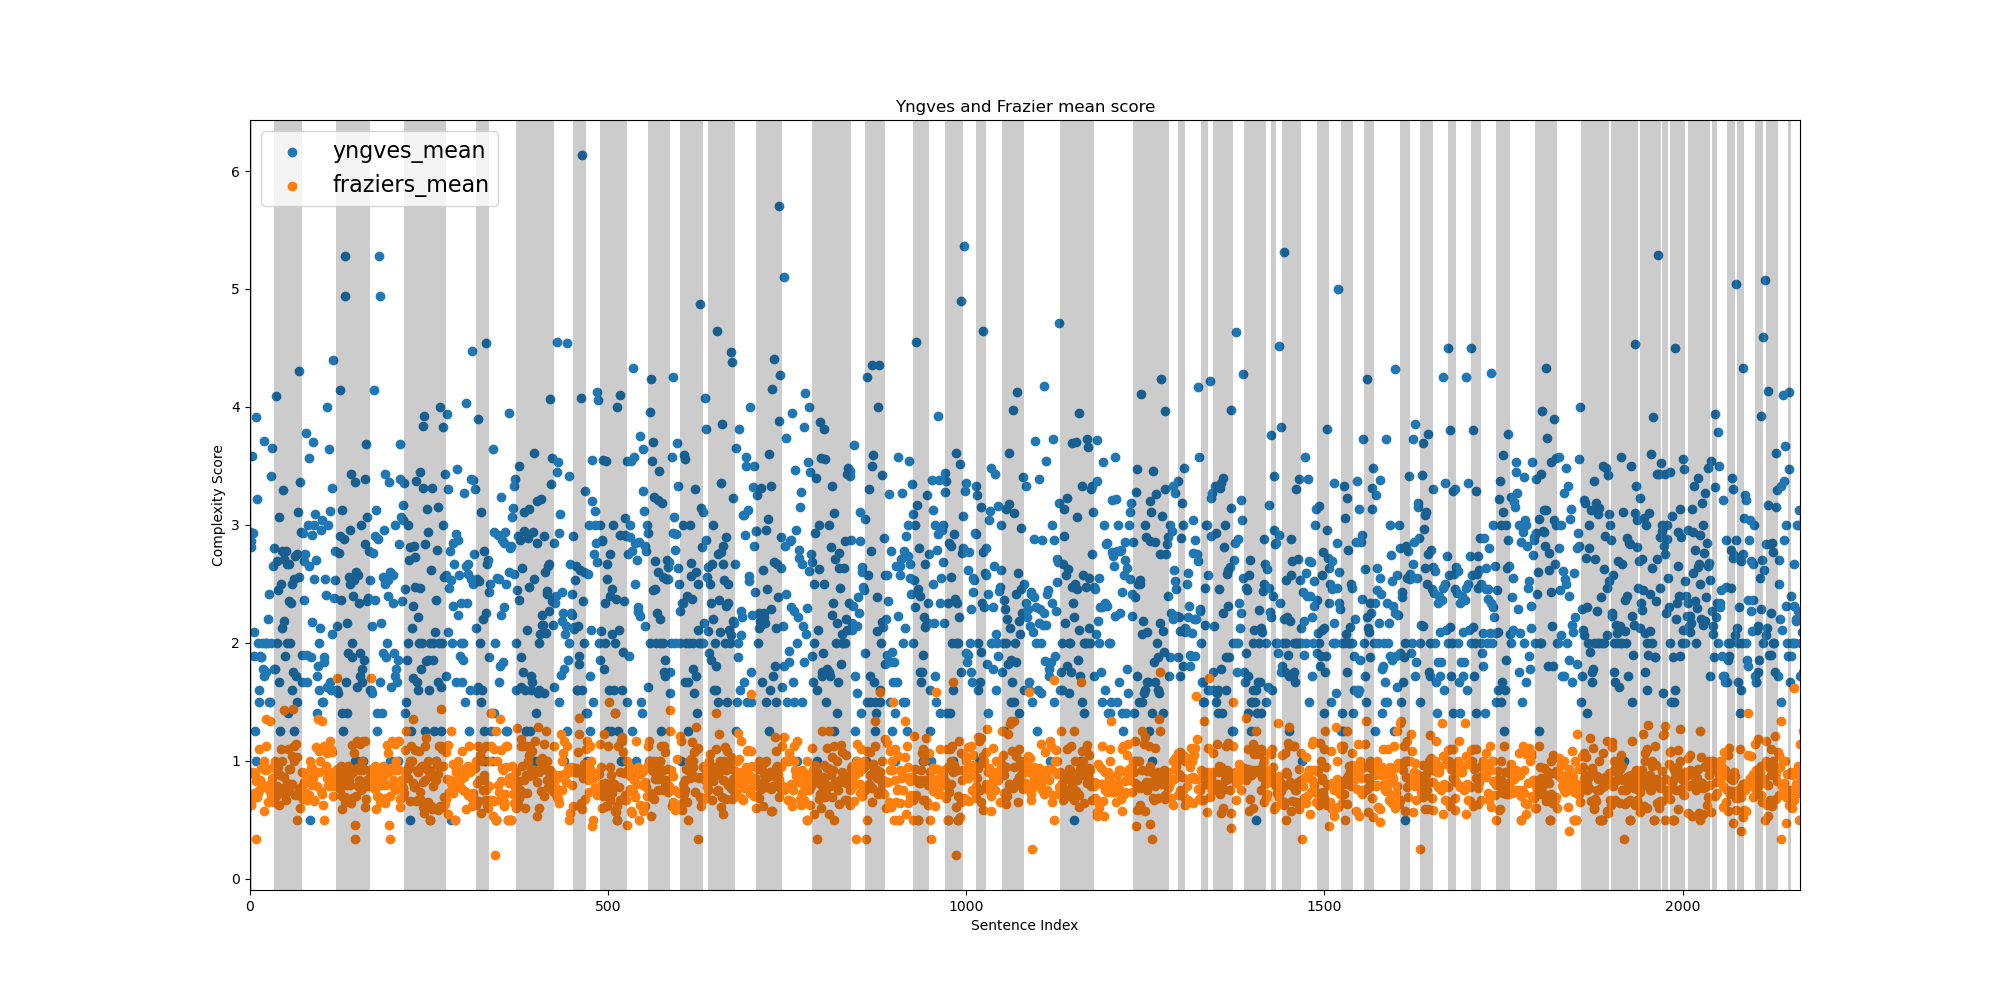 Yngves and Frazier mean score
yngves_mean
fraziers_mean
Complexity Score
6
5
4
3
2
1
0
0 500 1000 1500 2000
Sentence Index